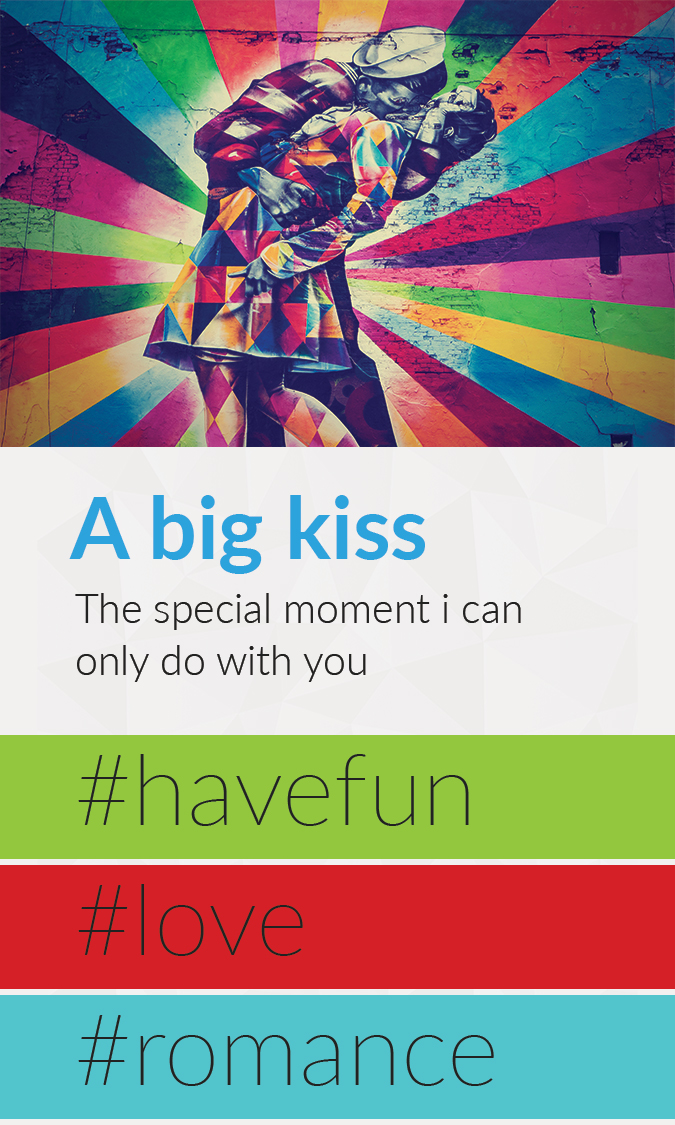 A big kiss
The special moment i can
only do with you
#havefun
#love
#romance